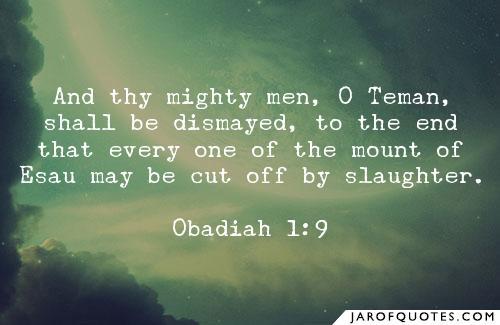 And thy mighty men, O Teman,
shall be dismayed, to the end
that every one of the mount of
Esau may be cut off by slaughter.
Obadiah 1:9
JAROFQUOTES.COM